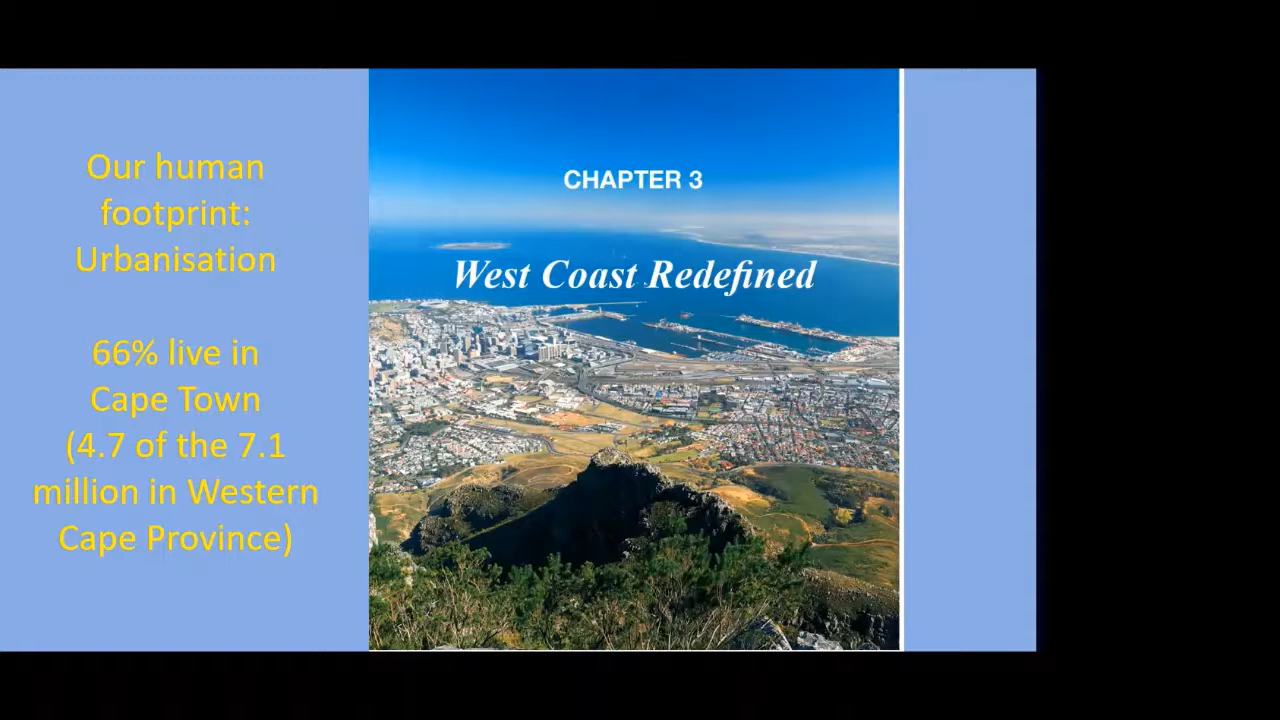 Our human
footprint:
Urbanisation
66% live in
Cape Town
(4.7 of the 7.1
million in Western
Cape Province)
CHAPTER 3
West Coast Redefined